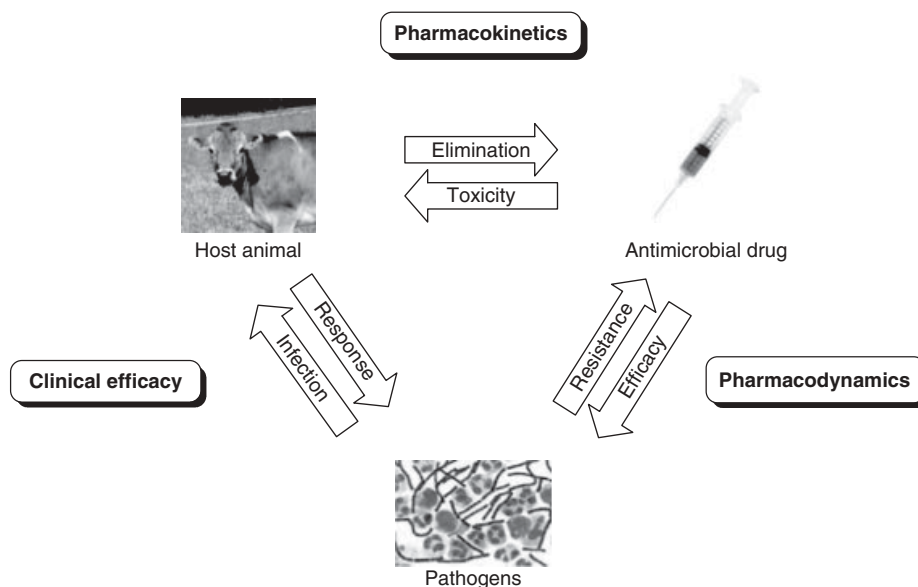 Pharmacokinetics
Elimination
Toxicity
Host animal
Antimicrobial drug
Response
Infection
Resistance
Efficacy
Clinical efficacy
Pharmacodynamics
Pathogens